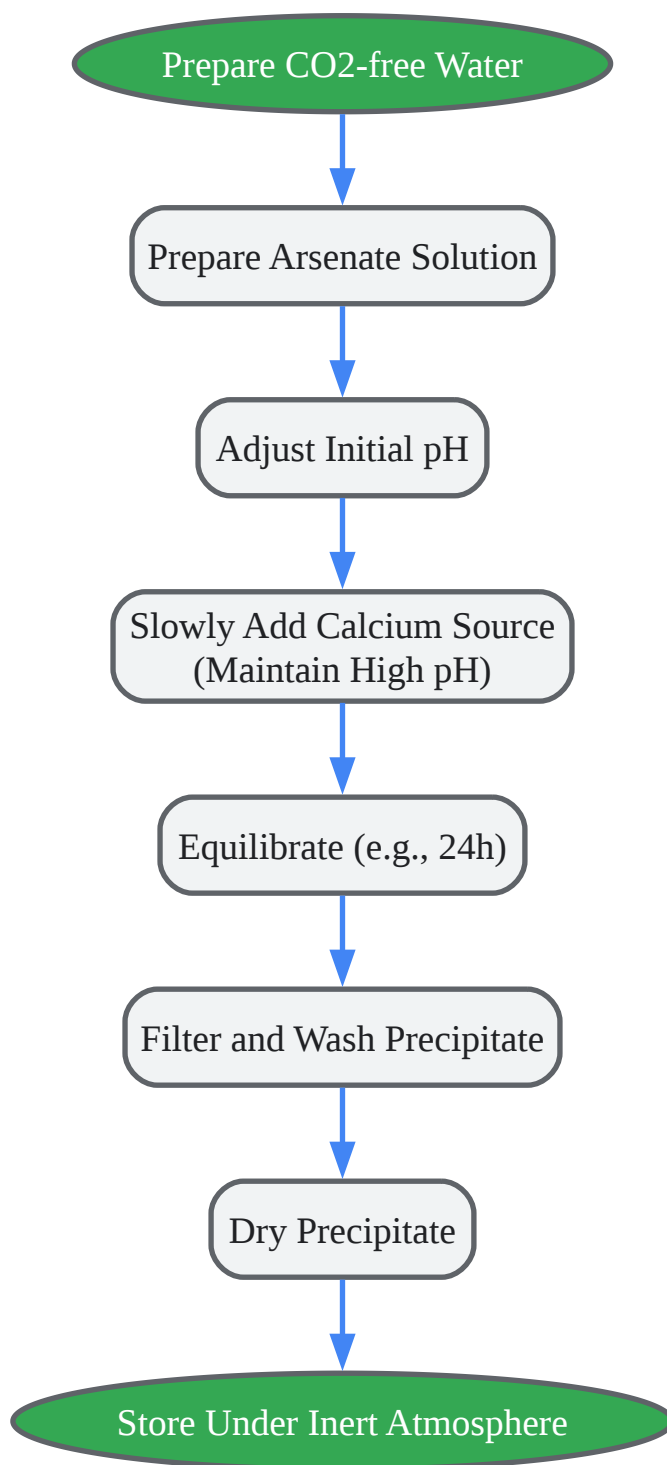 Prepare CO2-free Water
Prepare Arsenate Solution
Adjust Initial pH
Slowly Add Calcium Source
(Maintain High pH)
Equilibrate (e.g., 24h)
Filter and Wash Precipitate
Dry Precipitate
Store Under Inert Atmosphere